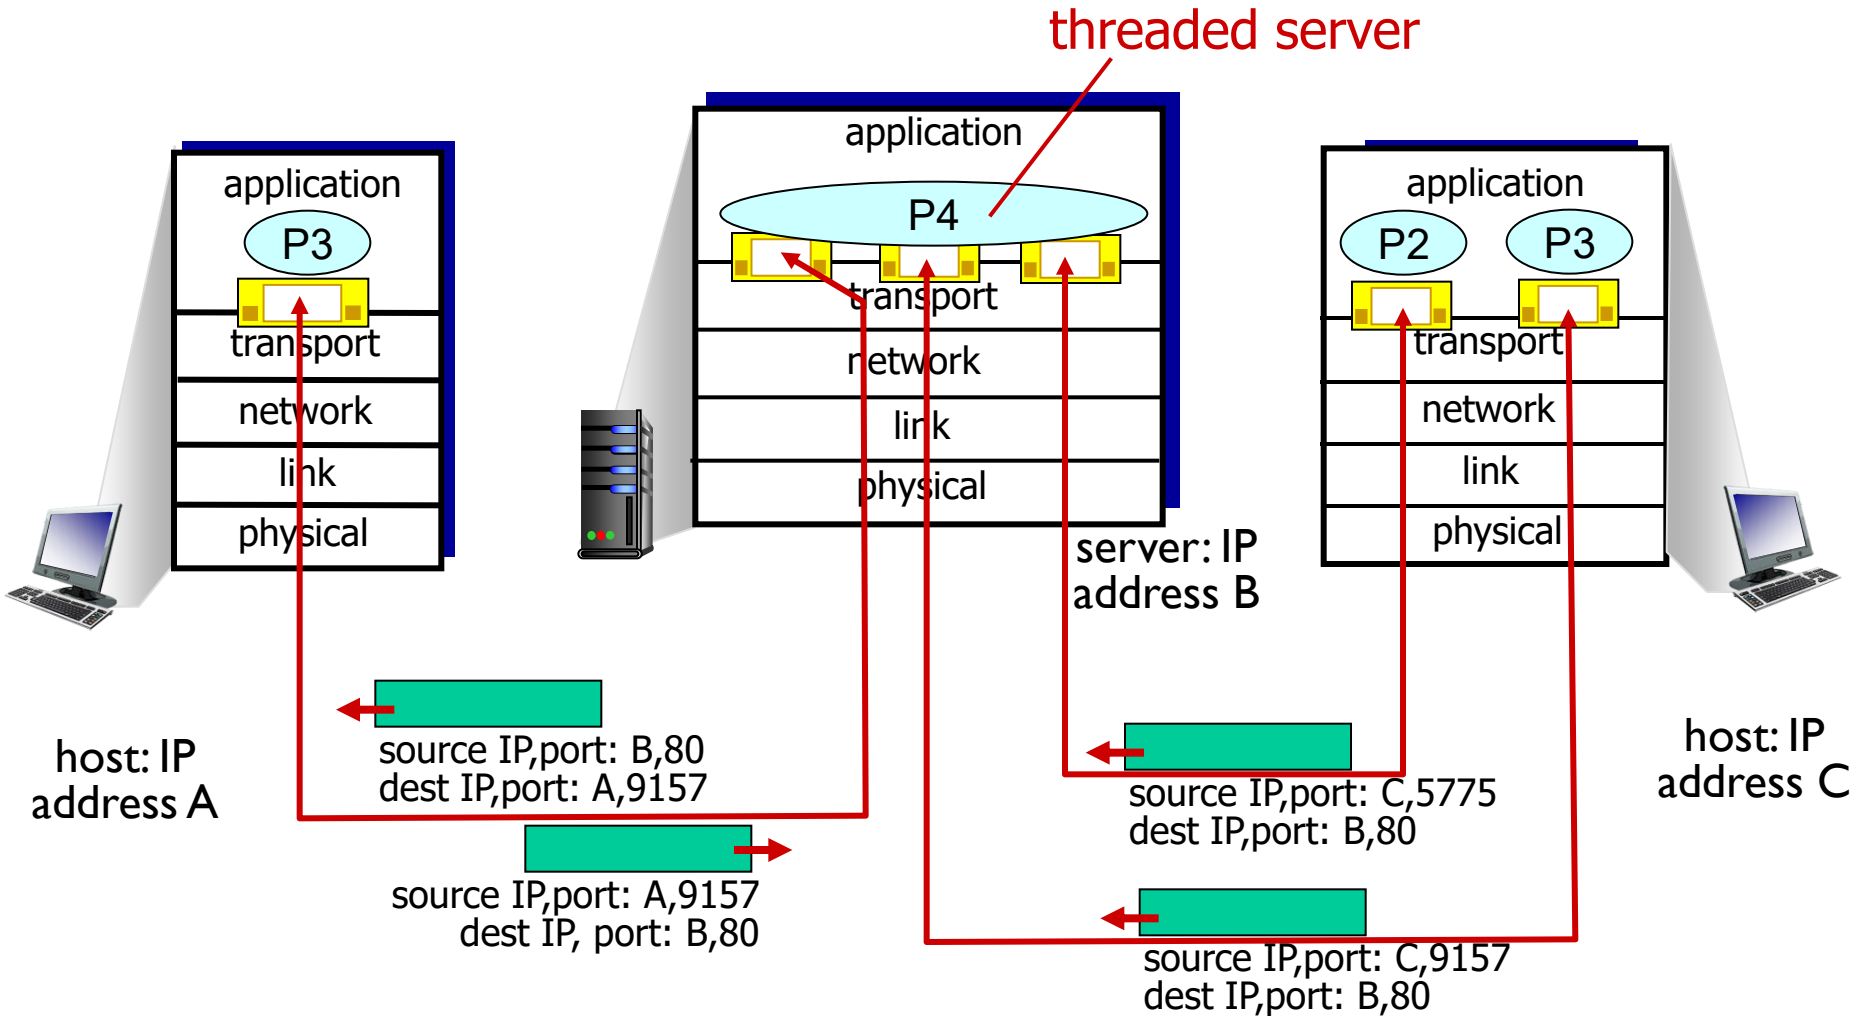 threaded server
application
P3
transport
network
link
physical
application
P4
transport
network
link
physical
application
P2
P3
transport
network
link
physical
server: IP
address B
host: IP
address A
source IP,port: B,80
dest IP,port: A,9157
source IP,port: A,9157
dest IP, port: B,80
source IP,port: C,5775
dest IP,port: B,80
source IP,port: C,9157
dest IP,port: B,80
host: IP
address C